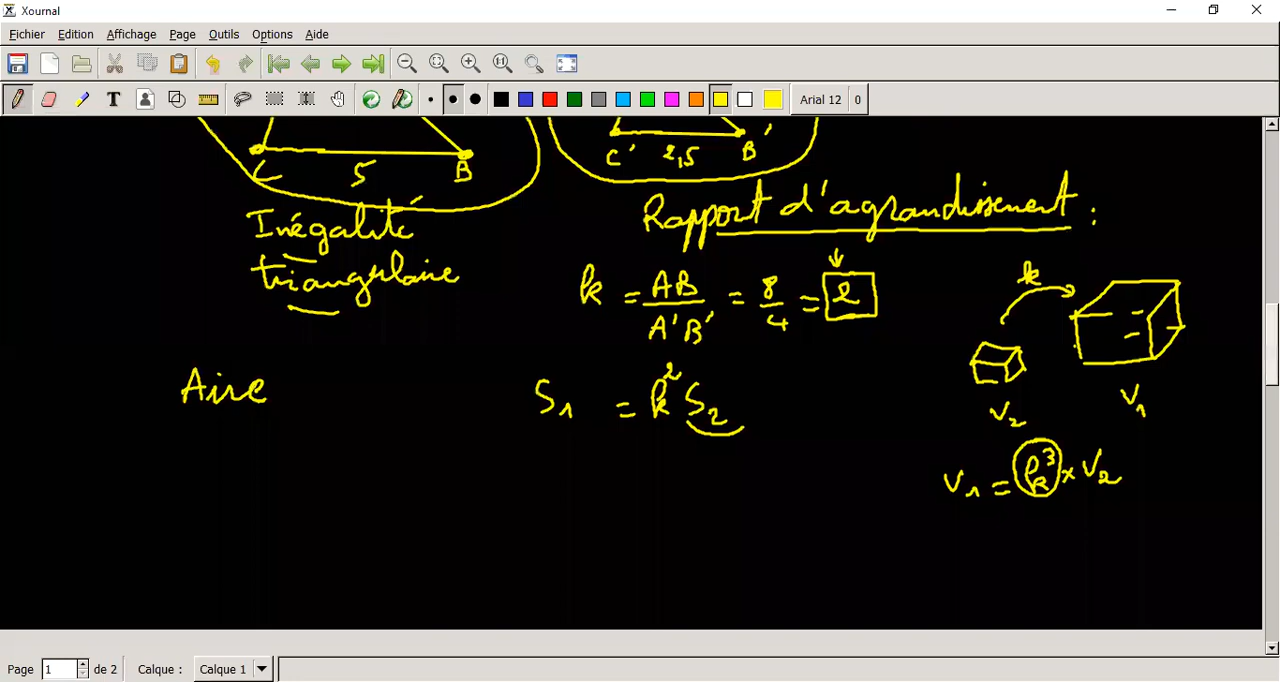 Xournal
Fichier Edition Affichage Page Outils Options Aide
Arial 12 0
C 5 B
C' 2,5 B'
Inégalité
triangulaire
Rapport d'agrandissement :
k = AB/A'B' = 8/4 = 2
k
V2
V1
Aire
S1 = k² S2
V1 = k³ × V2
Page 1 de 2 Calque : Calque 1